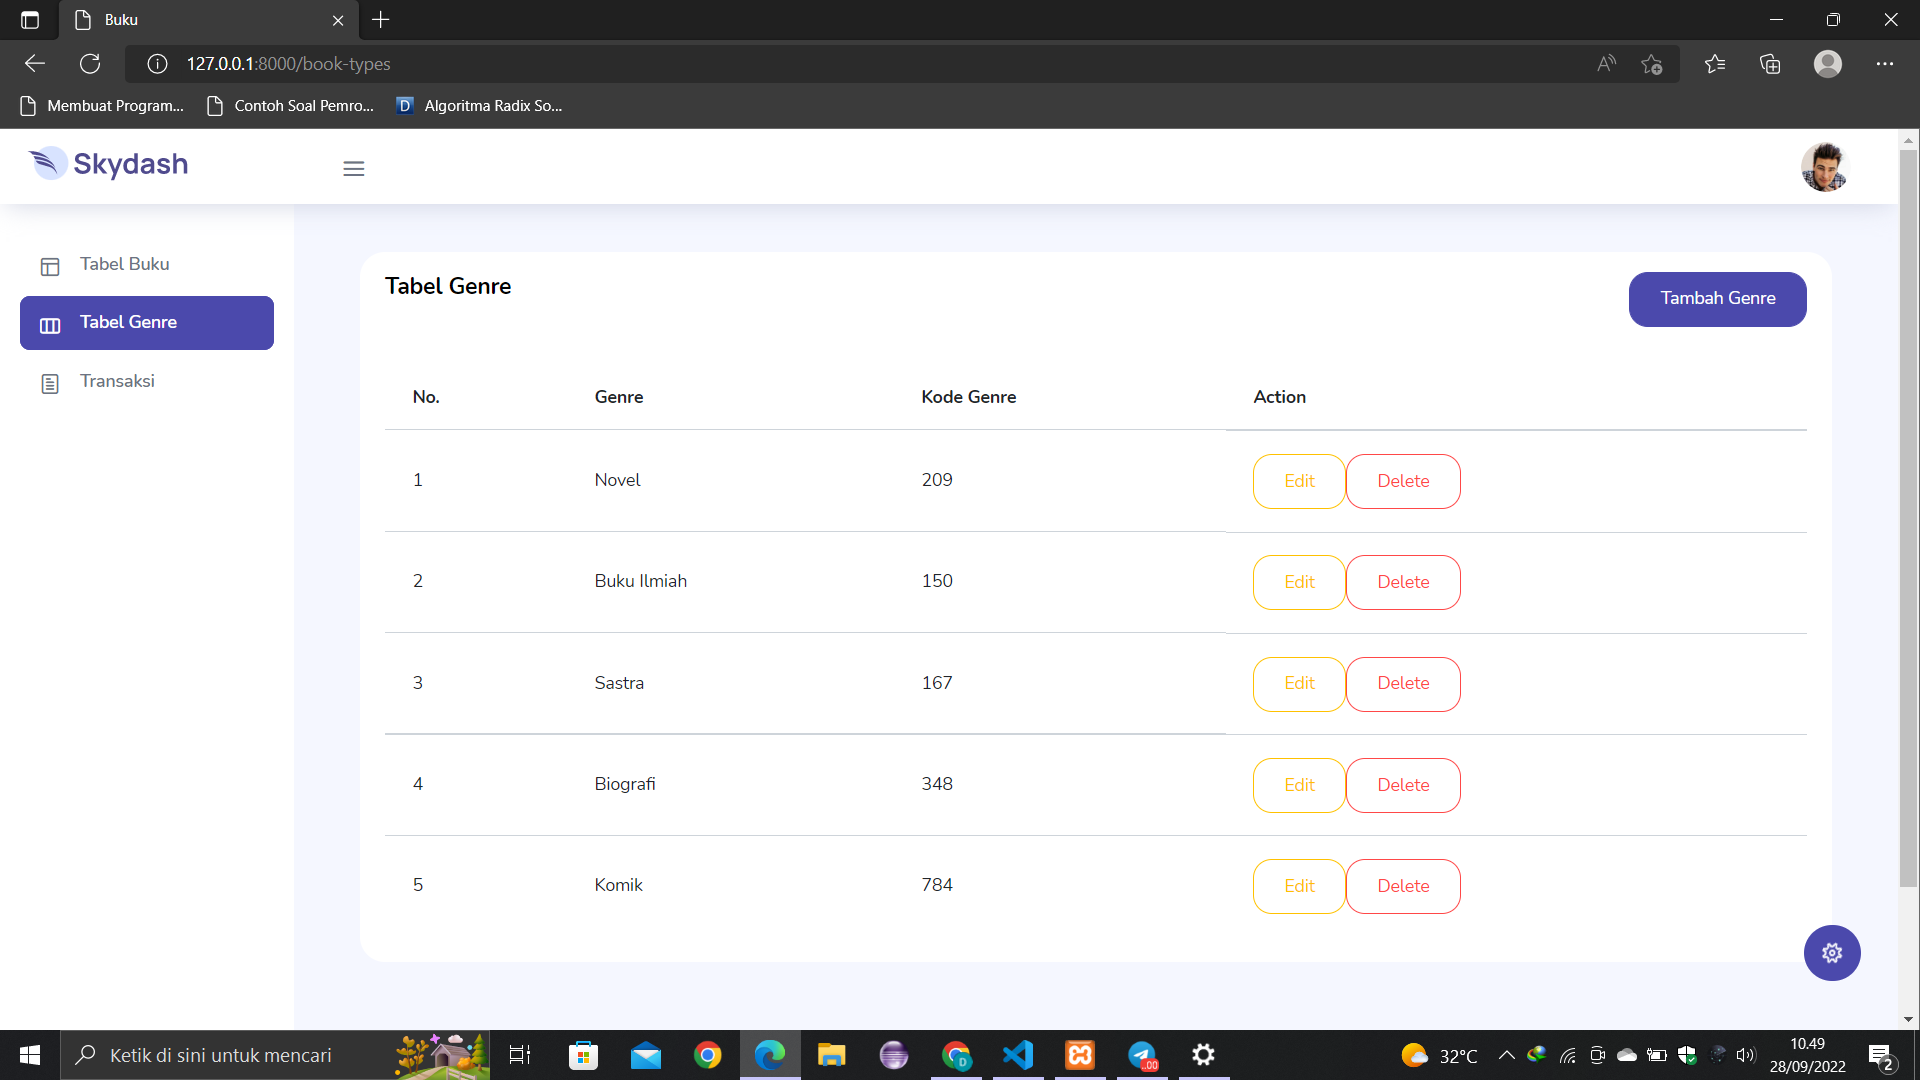 Buku
127.0.0.1:8000/book-types
Membuat Program... Contoh Soal Pemro... D Algoritma Radix So...
Skydash
Tabel Buku
Tabel Genre
Transaksi
Tabel Genre
Tambah Genre
No. Genre Kode Genre Action
1 Novel 209 Edit Delete
2 Buku Ilmiah 150 Edit Delete
3 Sastra 167 Edit Delete
4 Biografi 348 Edit Delete
5 Komik 784 Edit Delete
Ketik di sini untuk mencari
32°C
10.49
28/09/2022
2